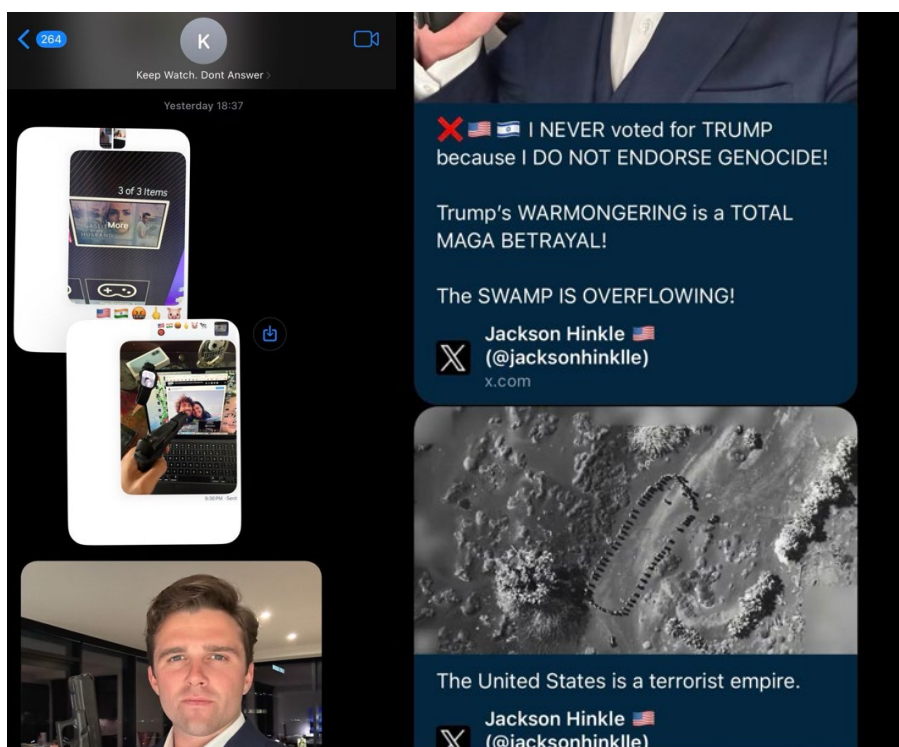 264
K
Keep Watch. Dont Answer
Yesterday 18:37
3 of 3 Items
More
HUSBAND
❌🇺🇸🇮🇱 I NEVER voted for TRUMP
because I DO NOT ENDORSE GENOCIDE!
Trump's WARMONGERING is a TOTAL
MAGA BETRAYAL!
The SWAMP IS OVERFLOWING!
Jackson Hinkle 🇺🇸
(@jacksonhinklle)
x.com
The United States is a terrorist empire.
Jackson Hinkle 🇺🇸
(@jacksonhinklle)